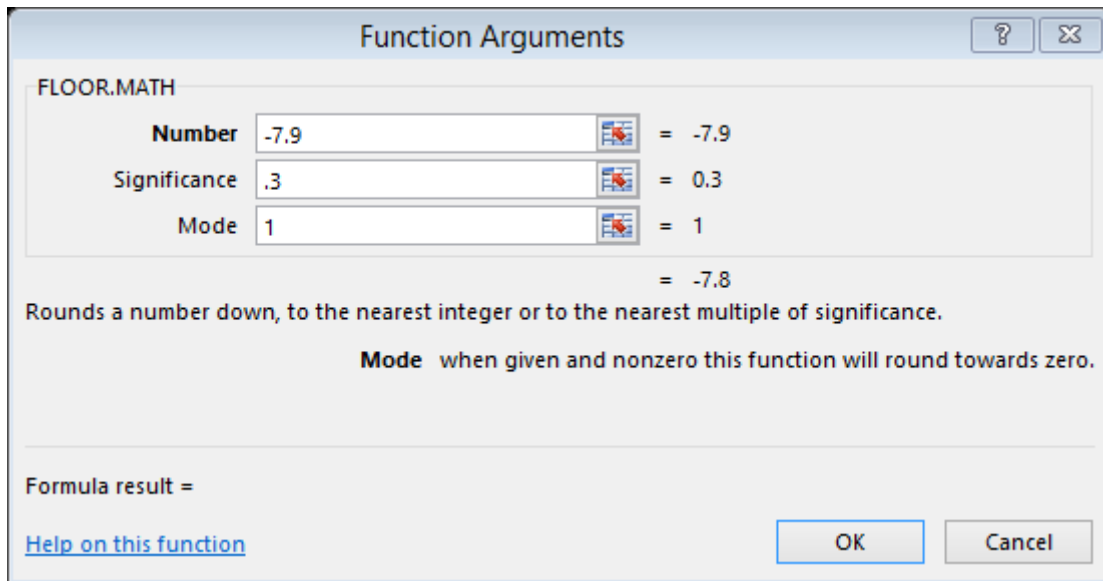 Function Arguments
?
FLOOR.MATH
Number -7.9 = -7.9
Significance .3 = 0.3
Mode 1 = 1
= -7.8
Rounds a number down, to the nearest integer or to the nearest multiple of significance.
Mode when given and nonzero this function will round towards zero.
Formula result =
Help on this function OK Cancel